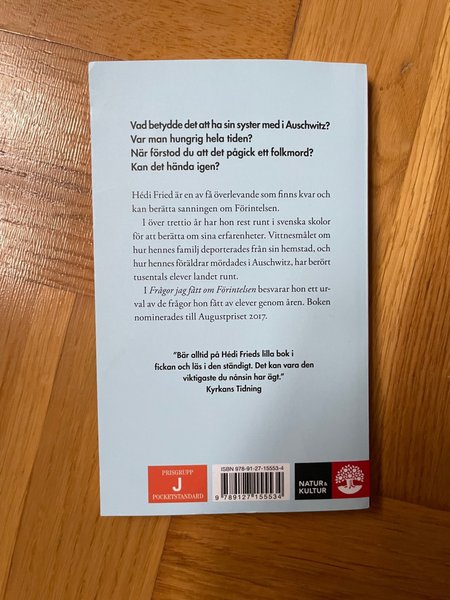 Vad betydde det att ha sin syster med i Auschwitz?
Var man hungrig hela tiden?
När förstod du att det pågick ett folkmord?
Kan det hända igen?
Hédi Fried är en av få överlevande som finns kvar och
kan berätta sanningen om Förintelsen.
I över trettio år har hon rest runt i svenska skolor
för att berätta om sina erfarenheter. Vittnesmålet om
hur hennes familj deporterades från sin hemstad, och
hur hennes föräldrar mördades i Auschwitz, har berört
tusentals elever landet runt.
I Frågor jag fått om Förintelsen besvarar hon ett ur-
val av de frågor hon fått av elever genom åren. Boken
nominerades till Augustpriset 2017.
”Bär alltid på Hédi Frieds lilla bok i
fickan och läs i den ständigt. Det kan vara den
viktigaste du nånsin har ägt.”
Kyrkans Tidning
PRISGRUPP
J
POCKETSTANDARD
ISBN 978-91-27-15553-4
9 789127 155534
NATUR &
KULTUR